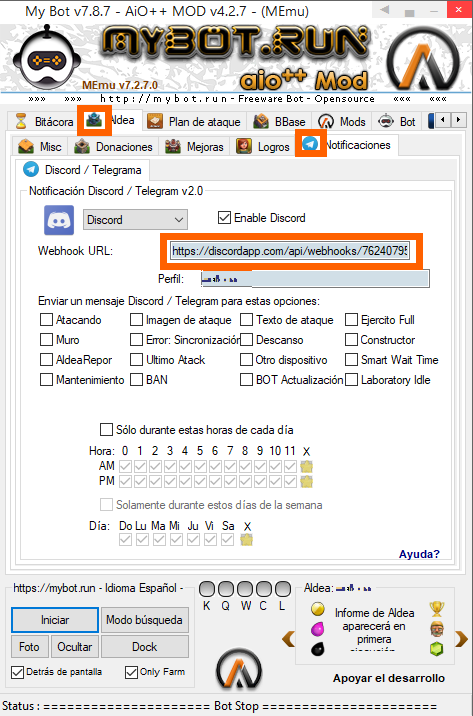 My Bot v7.8.7 - AiO++ MOD v4.2.7 - (MEmu)
MYBOT.RUN
MEmu v7.2.7.0
aio++ Mod
»»» »»» http://mybot.run - Freeware Bot - Opensource ««« «««
Bitácora Aldea Plan de ataque BBase Mods Bot
Misc Donaciones Mejoras Logros Notificaciones
Discord / Telegrama
Notificación Discord / Telegram v2.0
Discord Enable Discord
Webhook URL: https://discordapp.com/api/webhooks/76240795
Perfil:
Enviar un mensaje Discord / Telegram para estas opciones:
Atacando Imagen de ataque Texto de ataque Ejercito Full
Muro Error: Sincronización Descanso Constructor
AldeaRepor Ultimo Atack Otro dispositivo Smart Wait Time
Mantenimiento BAN BOT Actualización Laboratory Idle
Sólo durante estas horas de cada día
Hora: 0 1 2 3 4 5 6 7 8 9 10 11 X
AM
PM
Solamente durante estos días de la semana
Día: Do Lu Ma Mi Ju Vi Sa X
Ayuda?
https://mybot.run - Idioma Español -
Iniciar Modo búsqueda
Foto Ocultar Dock
Detrás de pantalla Only Farm
K Q W C L
Aldea:
Informe de Aldea
aparecerá en
primera
Apoyar el desarrollo
Status : ===================== Bot Stop ======================